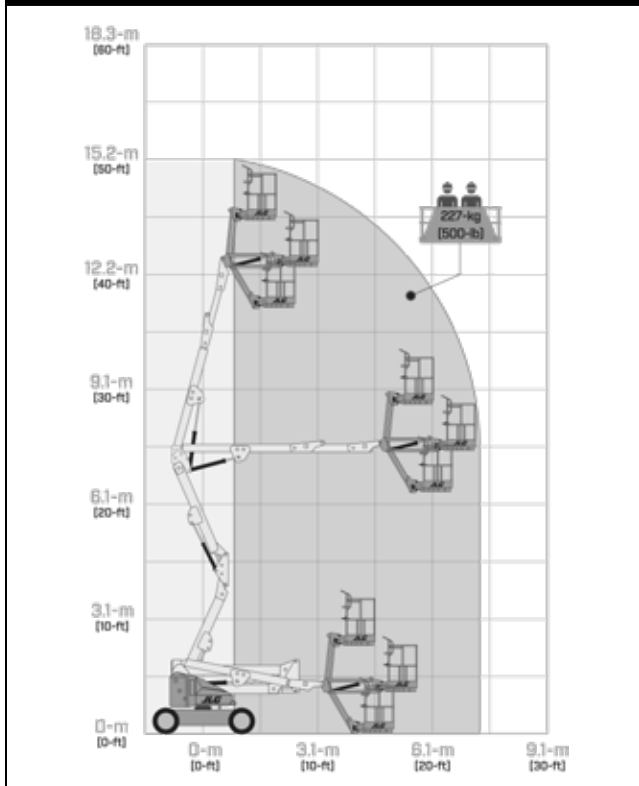 18.3-m
[60-ft]
15.2-m
[50-ft]
227-kg
[500-lb]
12.2-m
[40-ft]
9.1-m
[30-ft]
6.1-m
[20-ft]
3.1-m
[10-ft]
JLG
0-m
[0-ft]
0-m
[0-ft]
3.1-m
[10-ft]
6.1-m
[20-ft]
9.1-m
[30-ft]